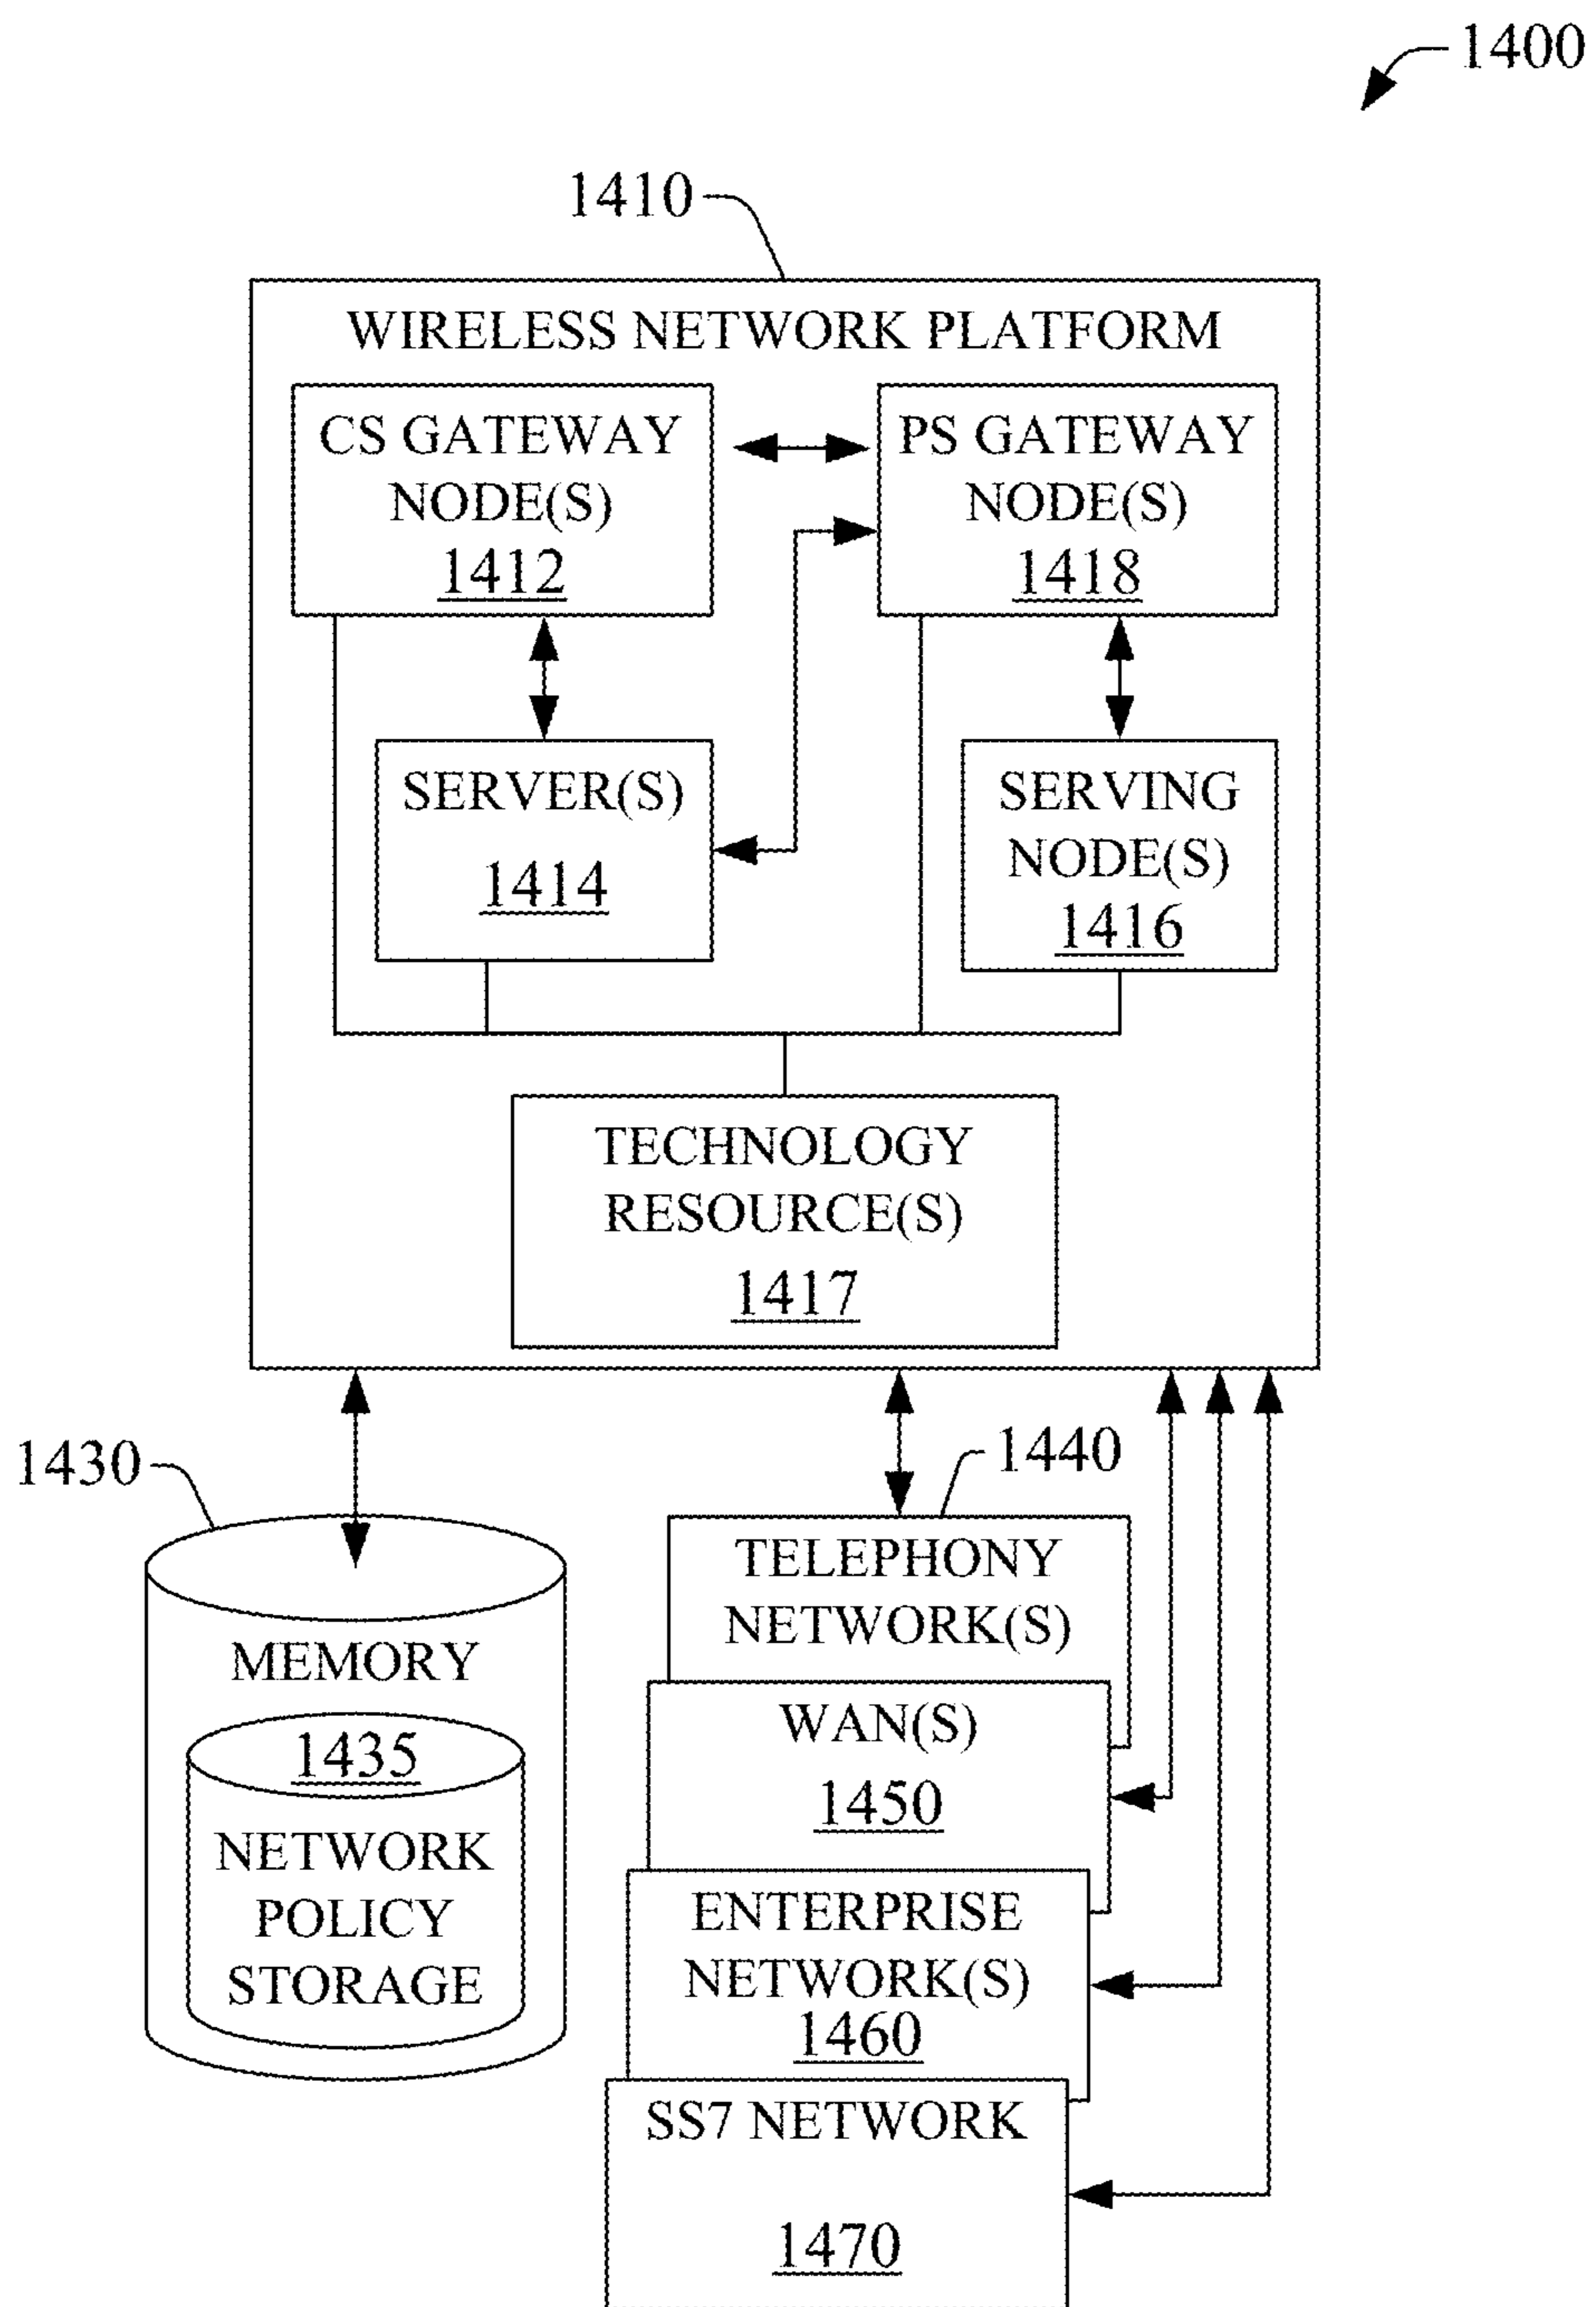 1400
1410
WIRELESS NETWORK PLATFORM
CS GATEWAY
NODE(S)
1412
PS GATEWAY
NODE(S)
1418
SERVER(S)
1414
SERVING
NODE(S)
1416
TECHNOLOGY
RESOURCE(S)
1417
1430
MEMORY
1435
NETWORK
POLICY
STORAGE
1440
TELEPHONY
NETWORK(S)
WAN(S)
1450
ENTERPRISE
NETWORK(S)
1460
SS7 NETWORK
1470